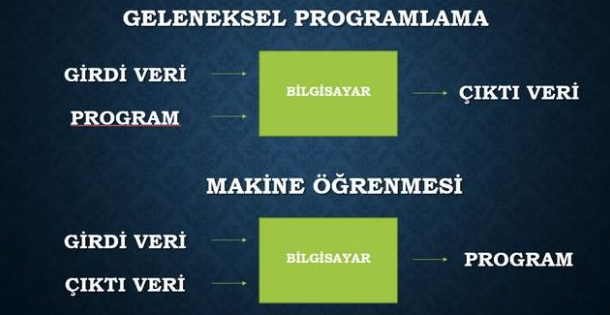 GELENEKSEL PROGRAMLAMA
GİRDİ VERİ
PROGRAM
BİLGİSAYAR
ÇIKTI VERİ
MAKİNE ÖĞRENMESİ
GİRDİ VERİ
ÇIKTI VERİ
BİLGİSAYAR
PROGRAM